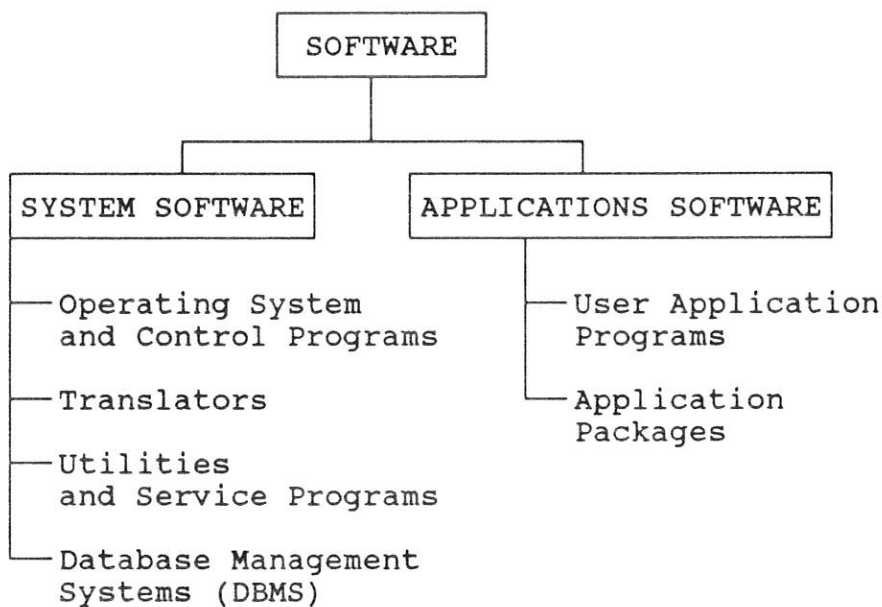 SOFTWARE
SYSTEM SOFTWARE
Operating System
and Control Programs
Translators
Utilities
and Service Programs
Database Management
Systems (DBMS)
APPLICATIONS SOFTWARE
User Application
Programs
Application
Packages